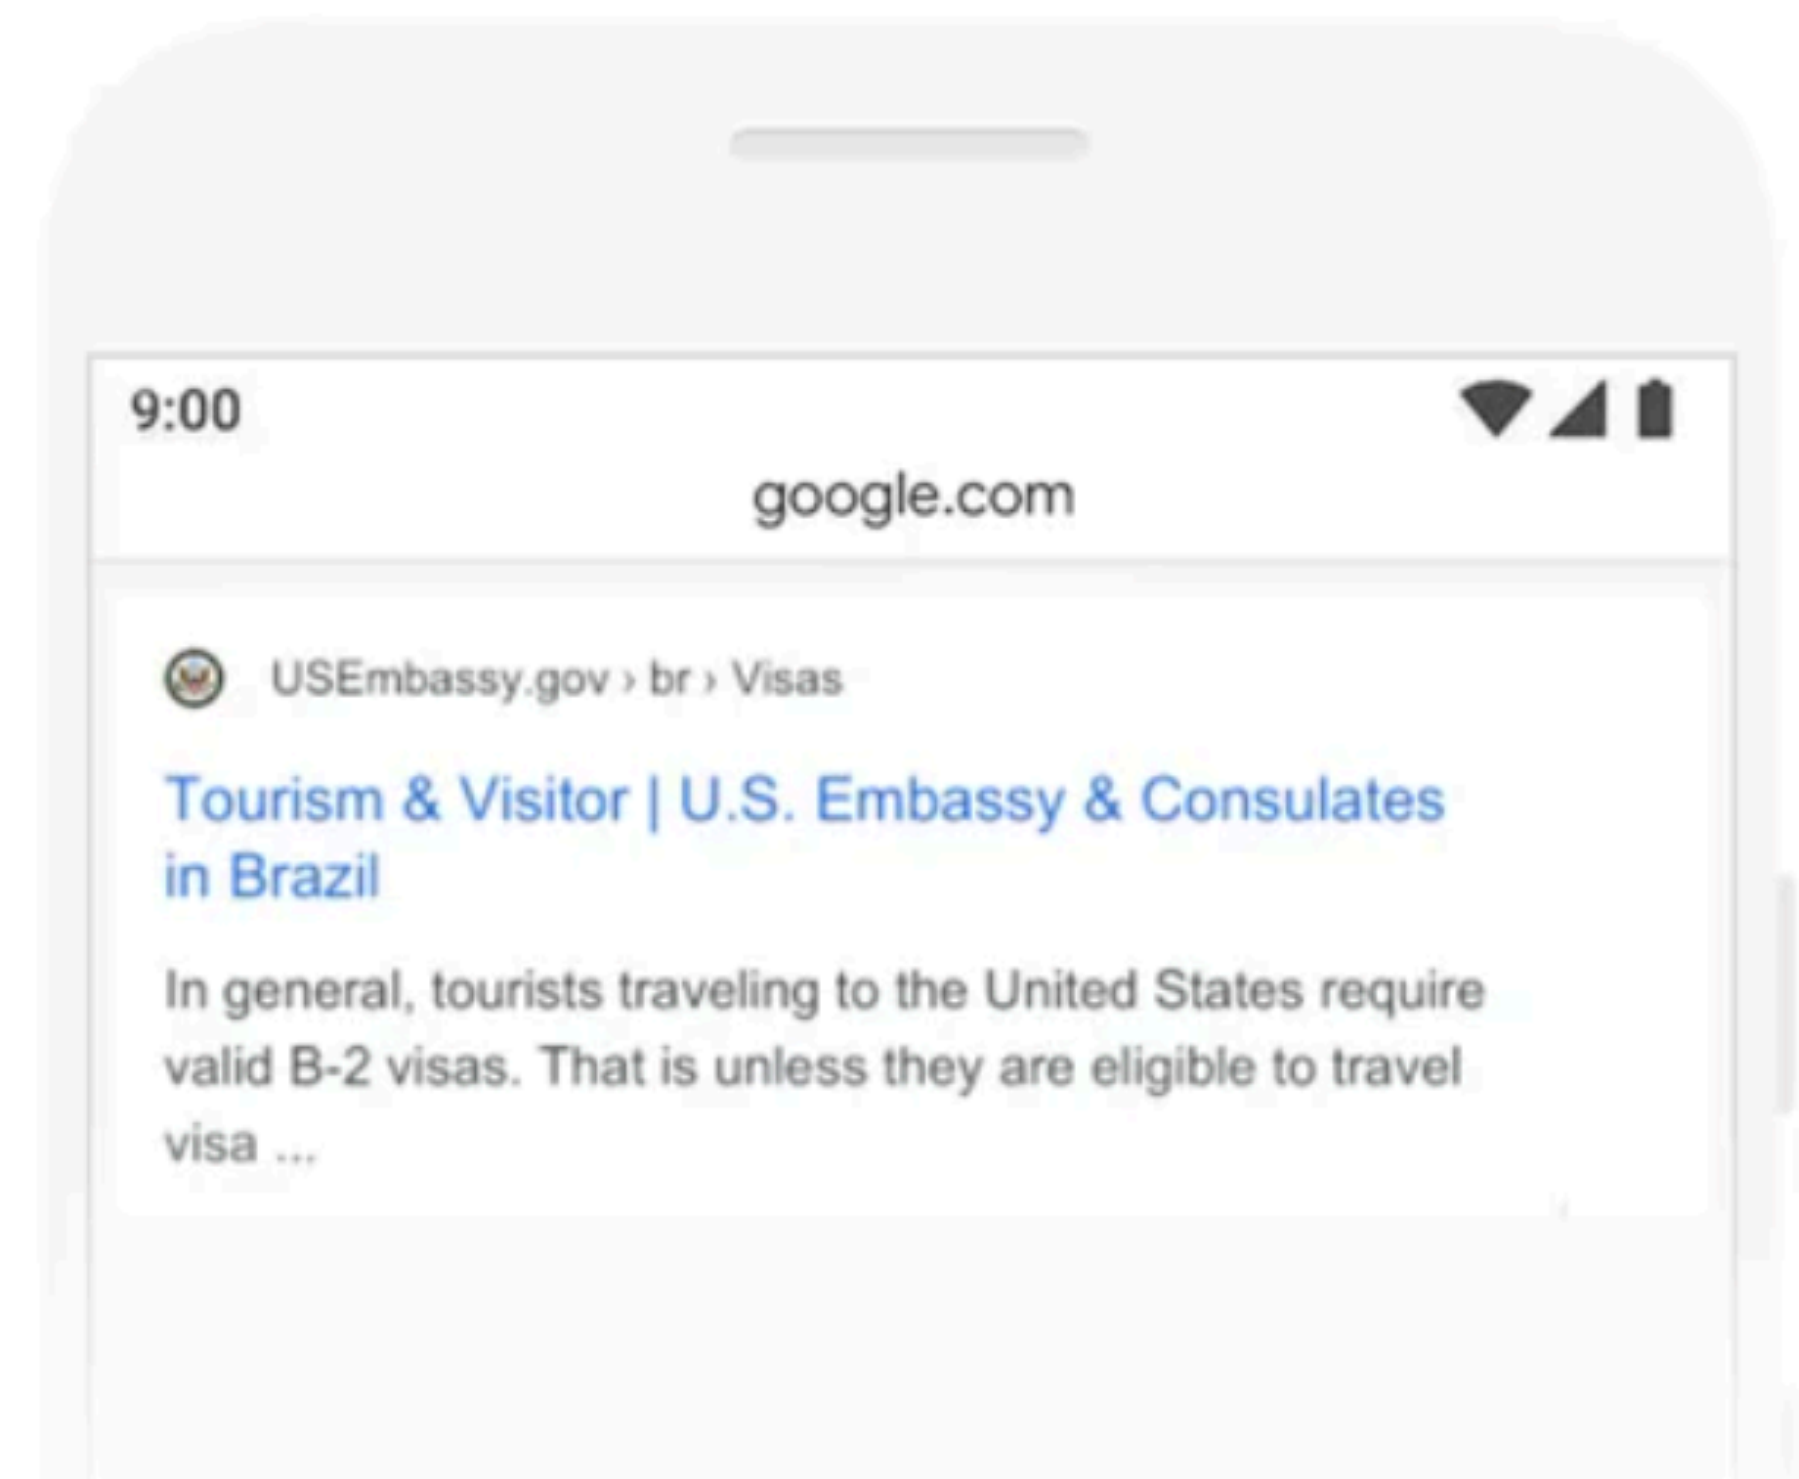 9:00
google.com
USEmbassy.gov › br › Visas
Tourism & Visitor | U.S. Embassy & Consulates
in Brazil
In general, tourists traveling to the United States require
valid B-2 visas. That is unless they are eligible to travel
visa ...